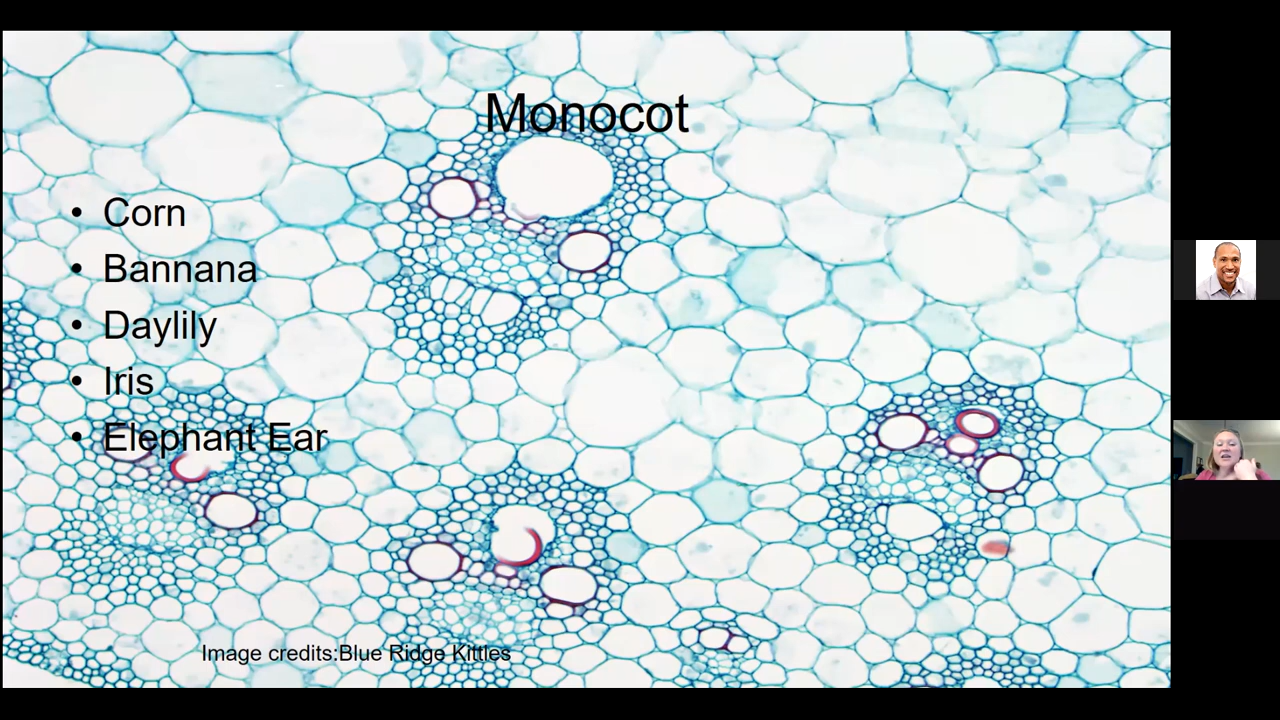 Monocot
• Corn
• Bannana
• Daylily
• Iris
• Elephant Ear
Image credits:Blue Ridge Kittles